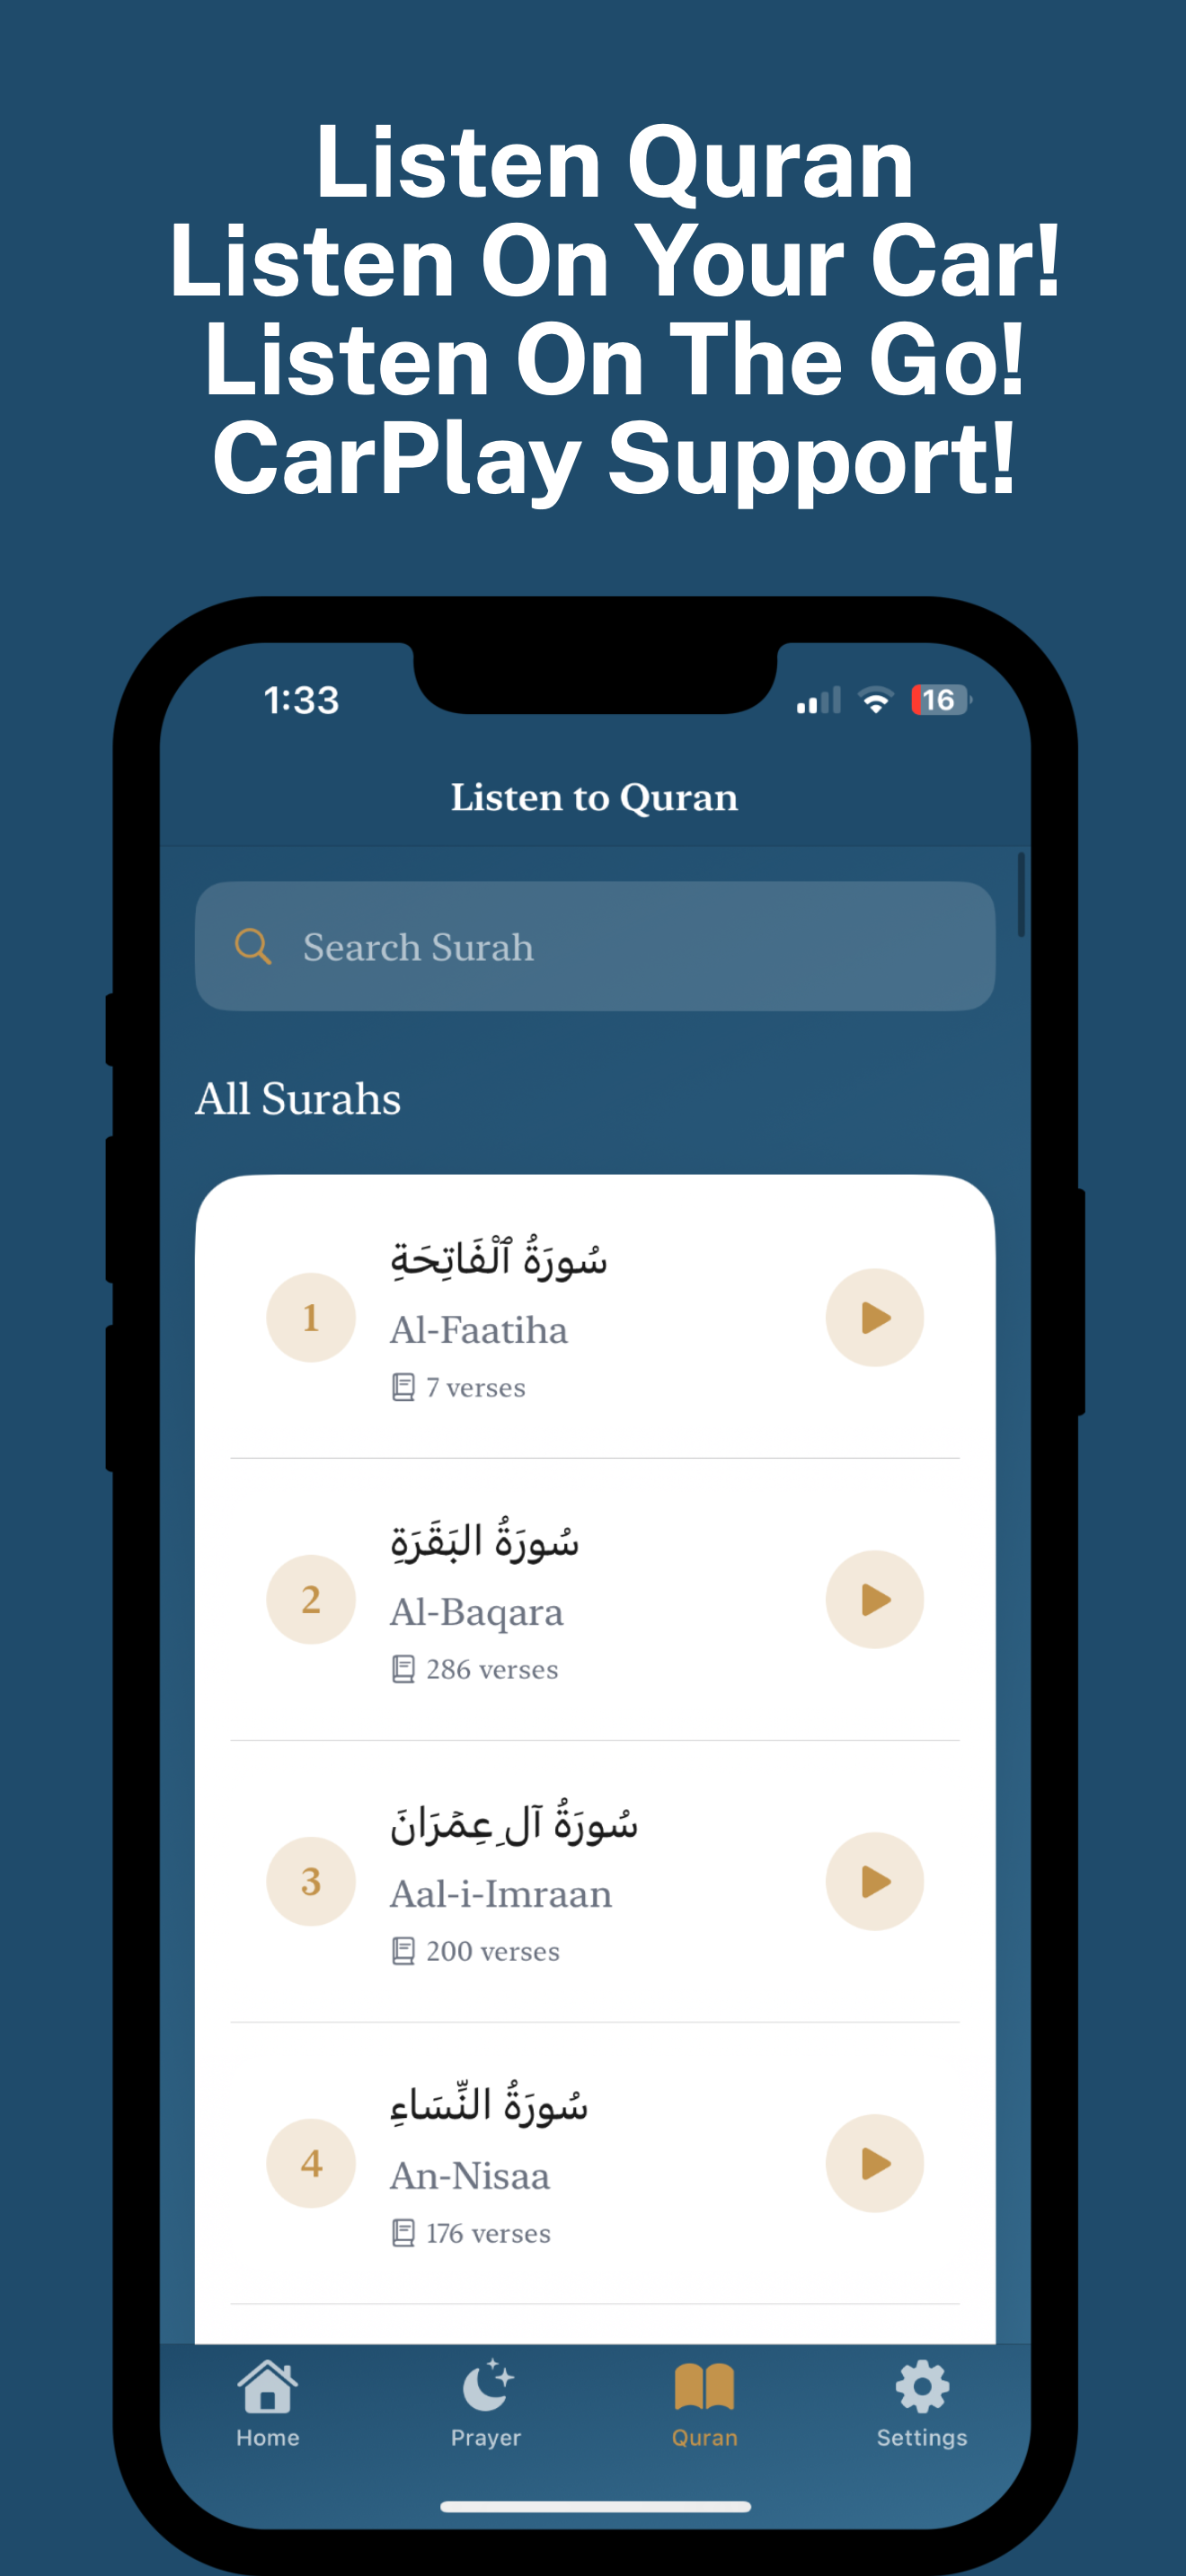 Listen Quran
Listen On Your Car!
Listen On The Go!
CarPlay Support!
1:33
16
Listen to Quran
Search Surah
All Surahs
1
سُورَةُ ٱلْفَاتِحَةِ
Al-Faatiha
7 verses
2
سُورَةُ البَقَرَةِ
Al-Baqara
286 verses
3
سُورَةُ آلِ عِمۡرَانَ
Aal-i-Imraan
200 verses
4
سُورَةُ النِّسَاءِ
An-Nisaa
176 verses
Home
Prayer
Quran
Settings